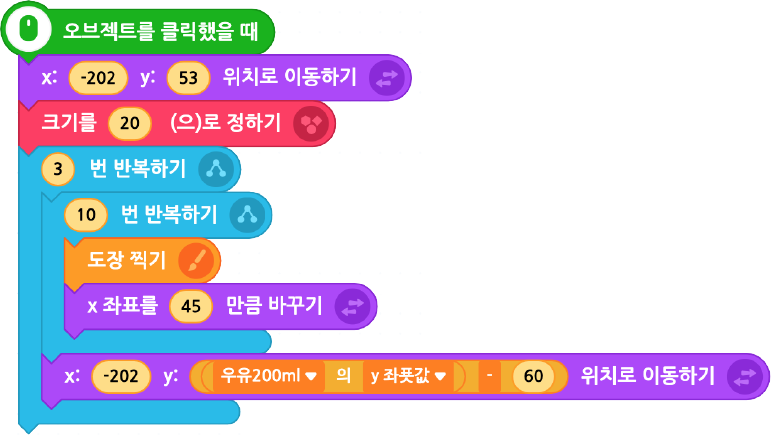 오브젝트를 클릭했을 때
x: -202 y: 53 위치로 이동하기
크기를 20 (으)로 정하기
3 번 반복하기
10 번 반복하기
도장 찍기
x 좌표를 45 만큼 바꾸기
x: -202 y: 우유200ml 의 y 좌푯값 - 60 위치로 이동하기